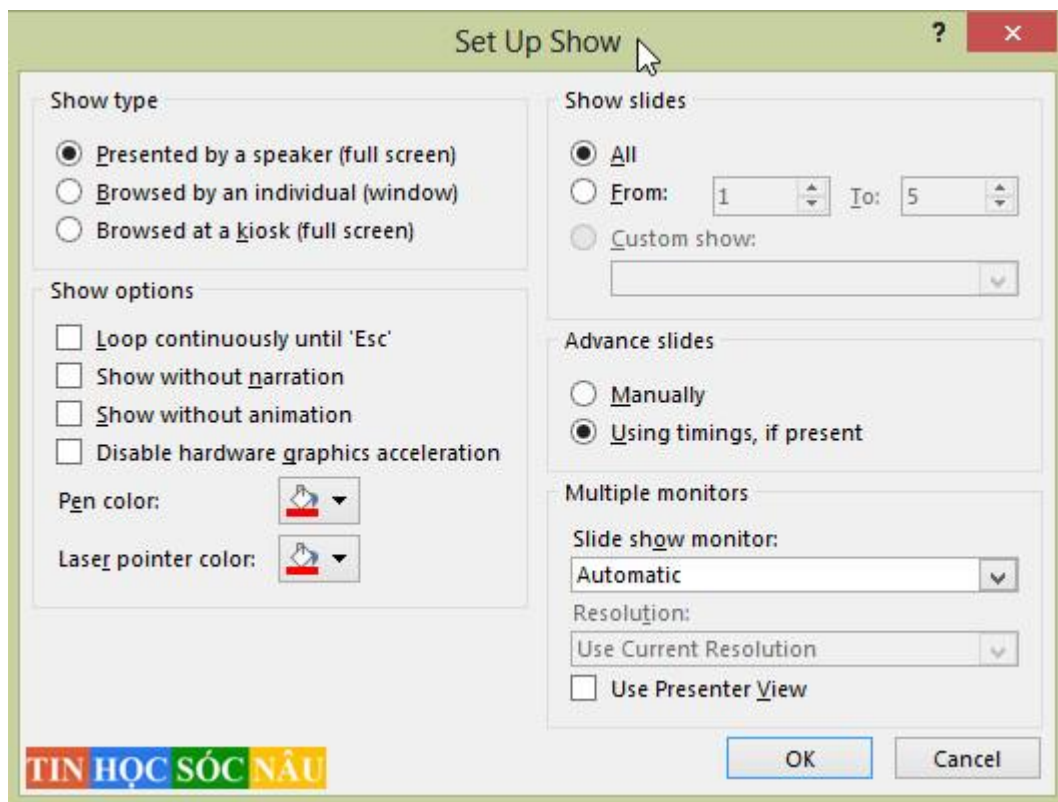 Set Up Show
?
Show type
Presented by a speaker (full screen)
Browsed by an individual (window)
Browsed at a kiosk (full screen)
Show options
Loop continuously until 'Esc'
Show without narration
Show without animation
Disable hardware graphics acceleration
Pen color:
Laser pointer color:
Show slides
All
From: 1 To: 5
Custom show:
Advance slides
Manually
Using timings, if present
Multiple monitors
Slide show monitor:
Automatic
Resolution:
Use Current Resolution
Use Presenter View
TIN HỌC SÓC NÂU
OK Cancel